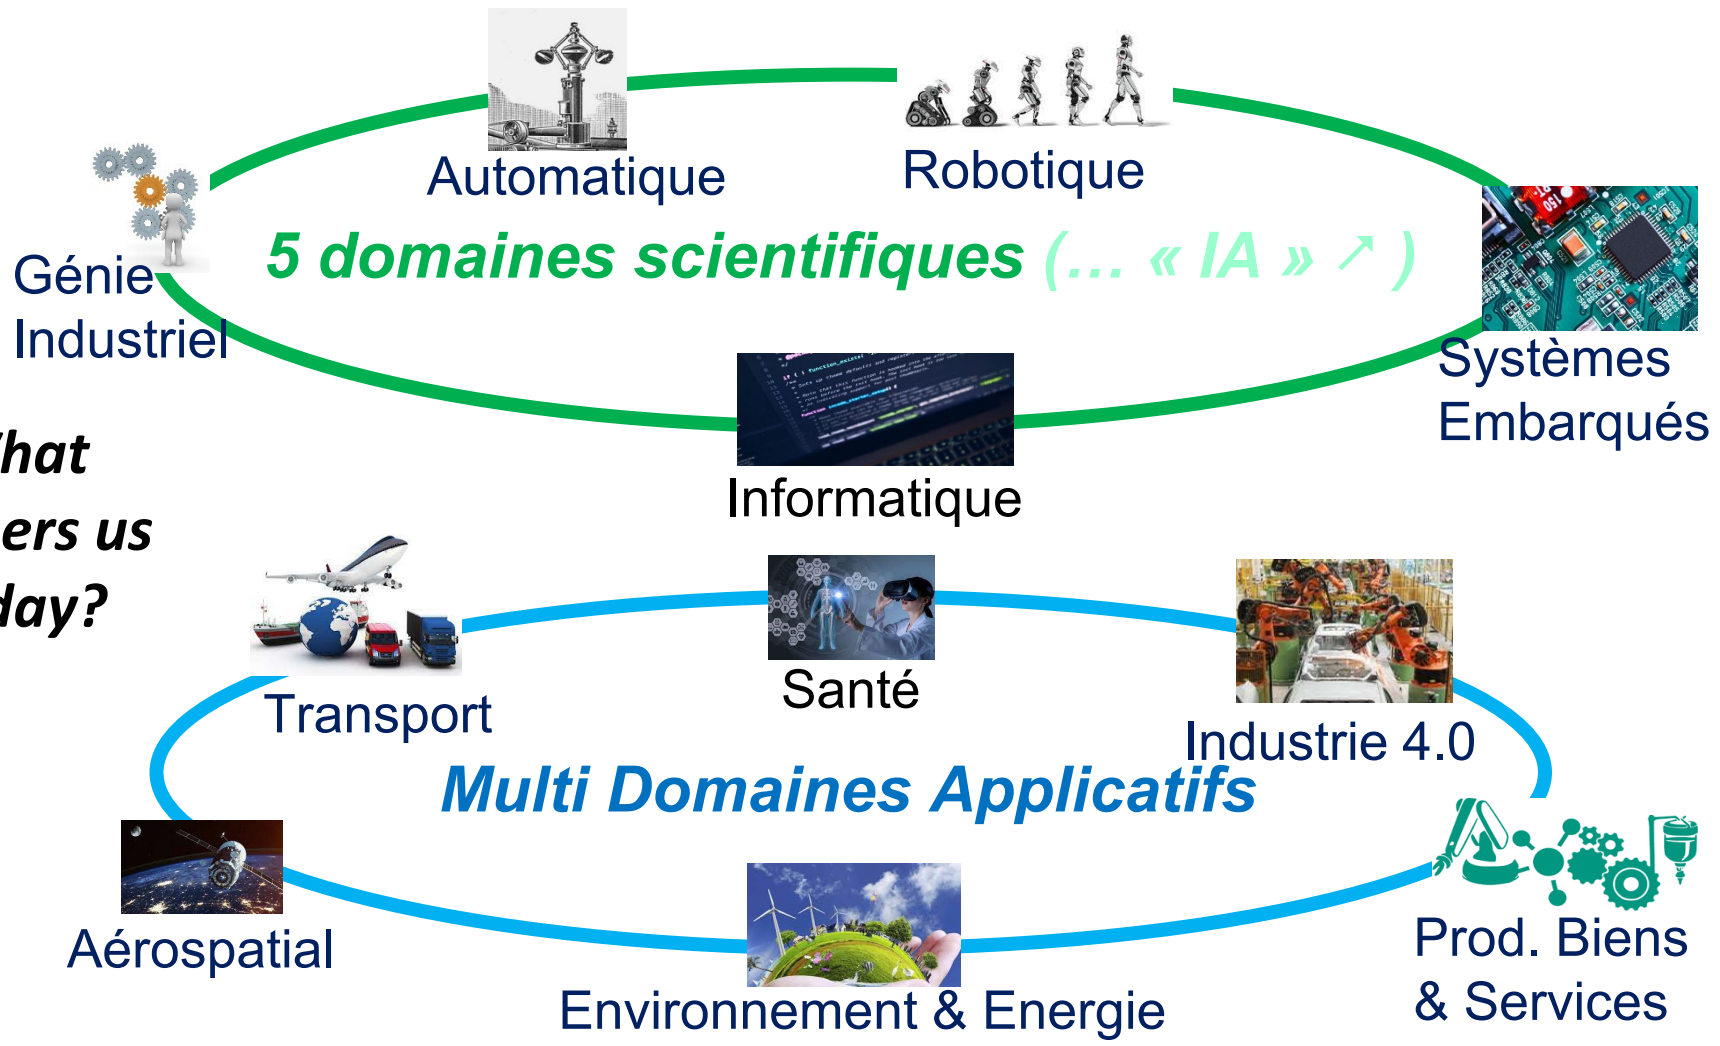 Automatique
Robotique
5 domaines scientifiques (… « IA » ↗ )
Génie
Industriel
Systèmes
Embarqués
Informatique
hat
ers us
day?
Transport
Santé
Industrie 4.0
Multi Domaines Applicatifs
Aérospatial
Environnement & Energie
Prod. Biens
& Services